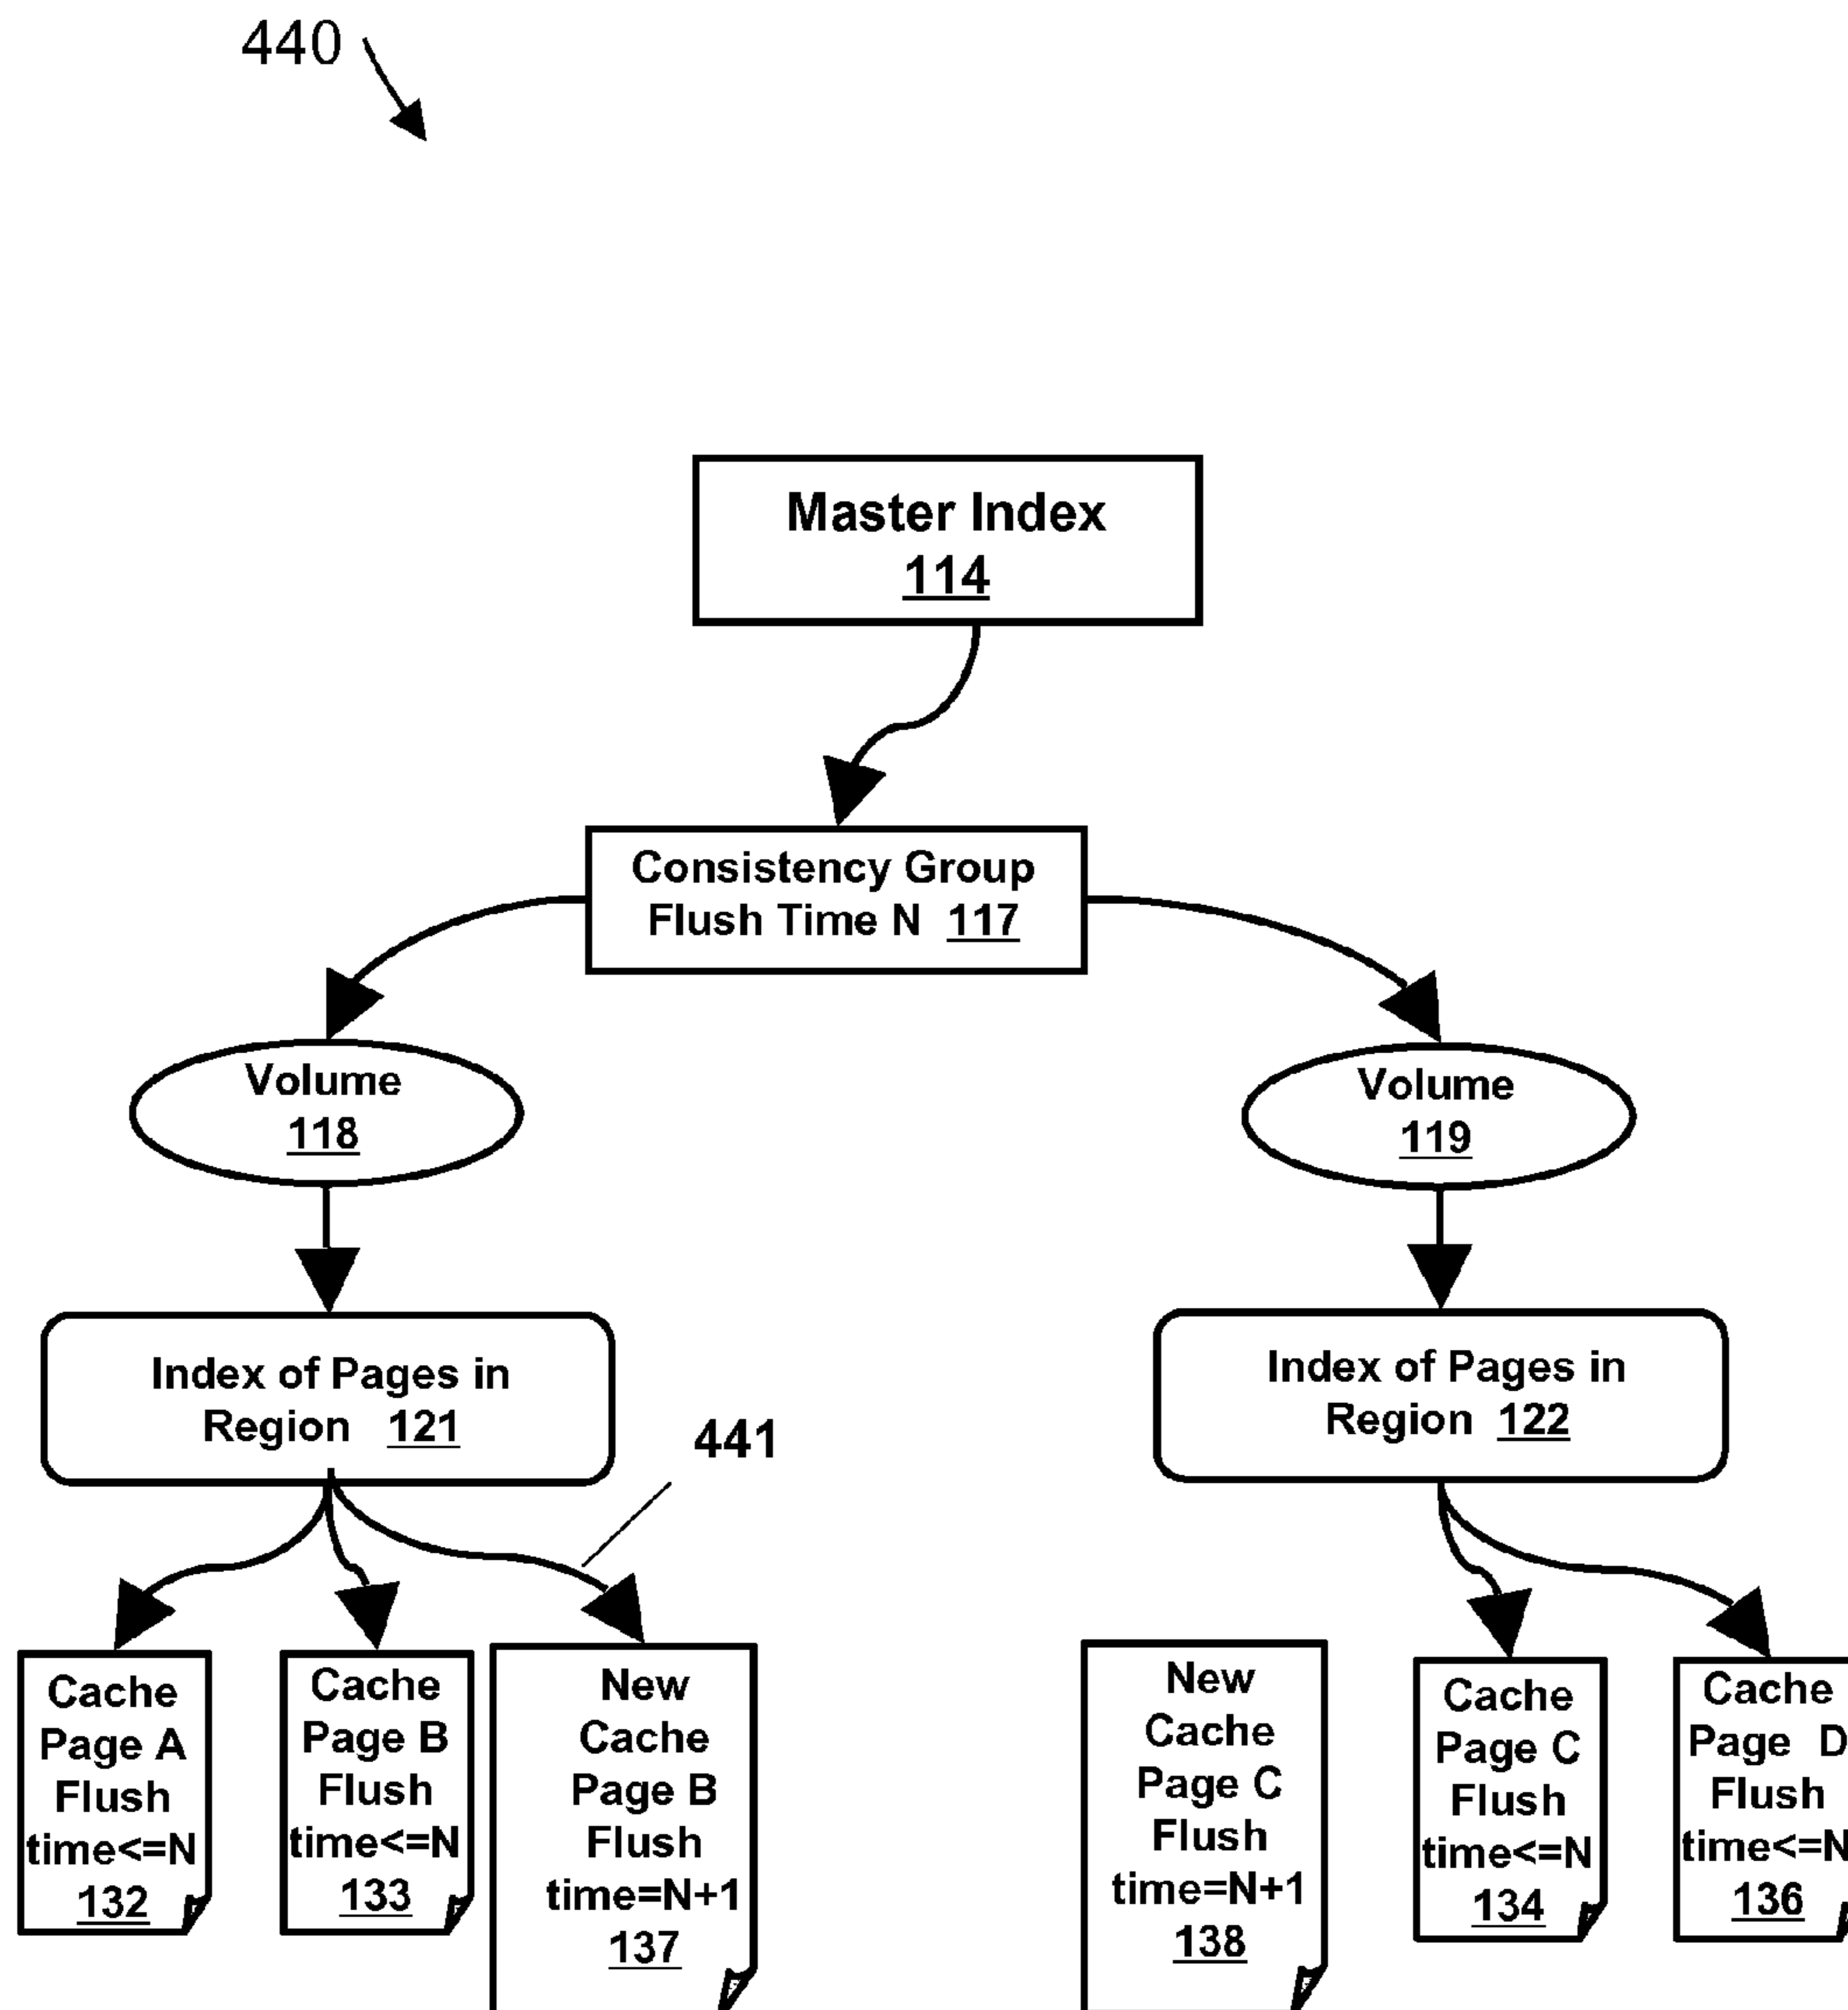 440
Master Index
114
Consistency Group
Flush Time N 117
Volume
118
Volume
119
Index of Pages in
Region 121
Index of Pages in
Region 122
441
Cache
Page A
Flush
time<=N
132
Cache
Page B
Flush
time<=N
133
New
Cache
Page B
Flush
time=N+1
137
New
Cache
Page C
Flush
time=N+1
138
Cache
Page C
Flush
time<=N
134
Cache
Page D
Flush
time<=N
136